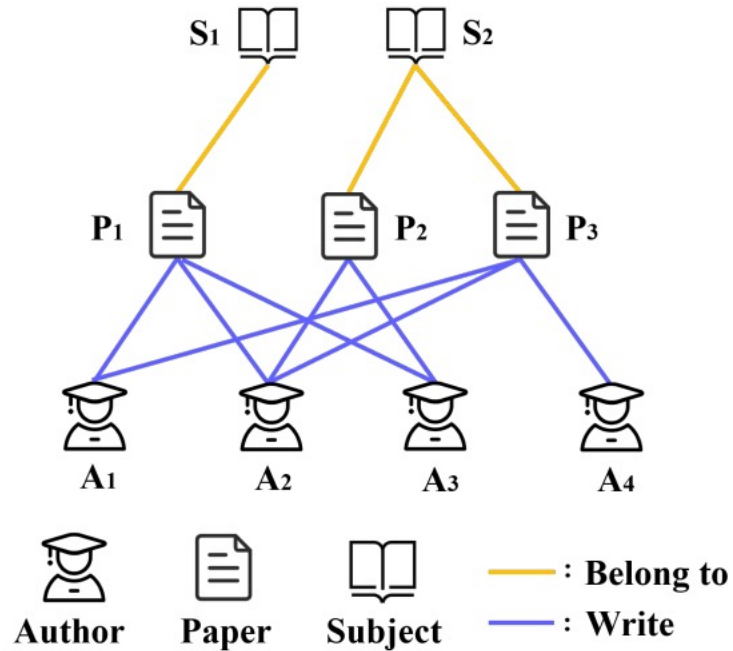 S1 S2
P1 P2 P3
A1 A2 A3 A4
: Belong to
Author Paper Subject : Write